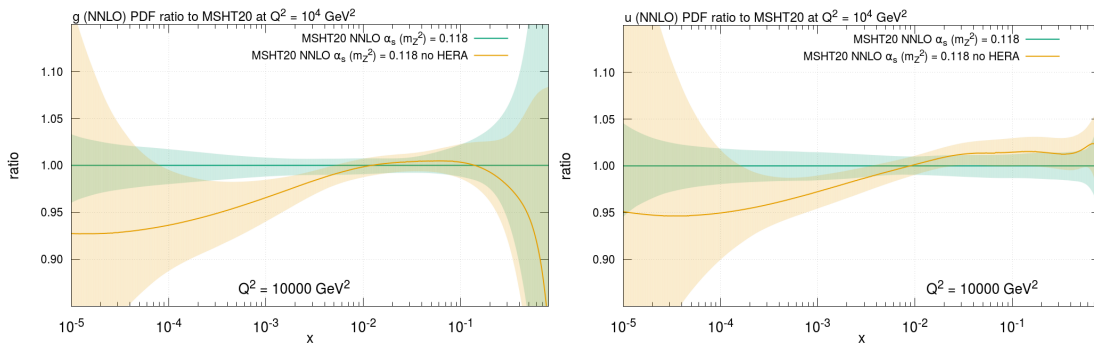 g (NNLO) PDF ratio to MSHT20 at Q² = 10⁴ GeV²
MSHT20 NNLO αₛ (m_Z²) = 0.118
MSHT20 NNLO αₛ (m_Z²) = 0.118 no HERA
1.10
1.05
1.00
0.95
0.90
ratio
Q² = 10000 GeV²
10⁻⁵ 10⁻⁴ 10⁻³ 10⁻² 10⁻¹
x
u (NNLO) PDF ratio to MSHT20 at Q² = 10⁴ GeV²
MSHT20 NNLO αₛ (m_Z²) = 0.118
MSHT20 NNLO αₛ (m_Z²) = 0.118 no HERA
1.10
1.05
1.00
0.95
0.90
ratio
Q² = 10000 GeV²
10⁻⁵ 10⁻⁴ 10⁻³ 10⁻² 10⁻¹
x